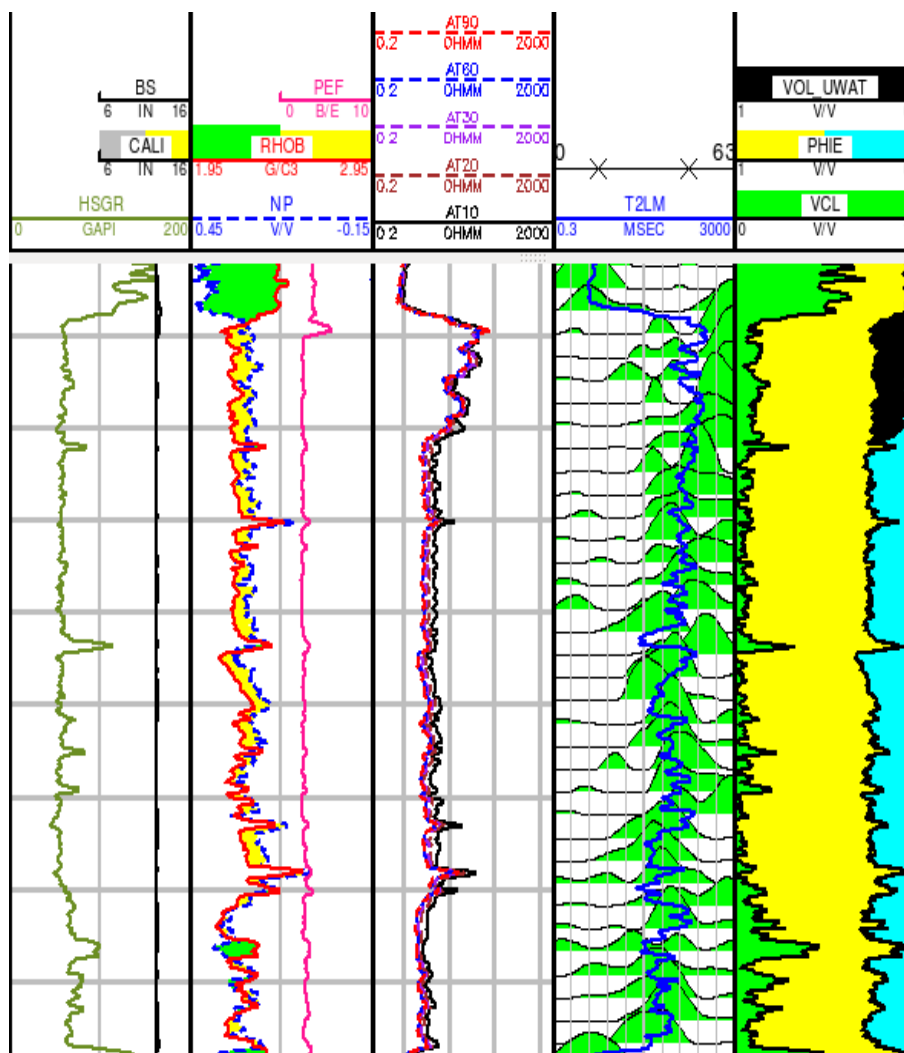 BS
6 IN 16
CALI
6 IN 16
HSGR
0 GAPI 200
PEF
0 B/E 10
RHOB
1.95 G/C3 2.95
NP
0.45 V/V -0.15
AT90
0.2 OHMM 2000
AT60
0.2 OHMM 2000
AT30
0.2 OHMM 2000
AT20
0.2 OHMM 2000
AT10
0.2 OHMM 2000
0 63
T2LM
0.3 MSEC 3000
VOL_UWAT
1 V/V
PHIE
1 V/V
VCL
0 V/V